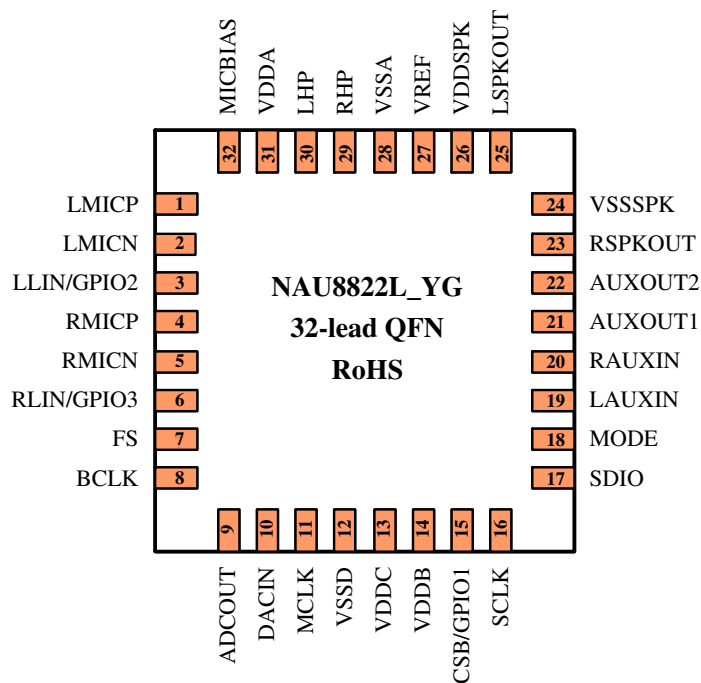 MICBIAS
VDDA
LHP
RHP
VSSA
VREF
VDDSPK
LSPKOUT
32
31
30
29
28
27
26
25
LMICP 1
LMICN 2
LLIN/GPIO2 3
RMICP 4
RMICN 5
RLIN/GPIO3 6
FS 7
BCLK 8
NAU8822L_YG
32-lead QFN
RoHS
24 VSSSPK
23 RSPKOUT
22 AUXOUT2
21 AUXOUT1
20 RAUXIN
19 LAUXIN
18 MODE
17 SDIO
9
10
11
12
13
14
15
16
ADCOUT
DACIN
MCLK
VSSD
VDDC
VDDB
CSB/GPIO1
SCLK